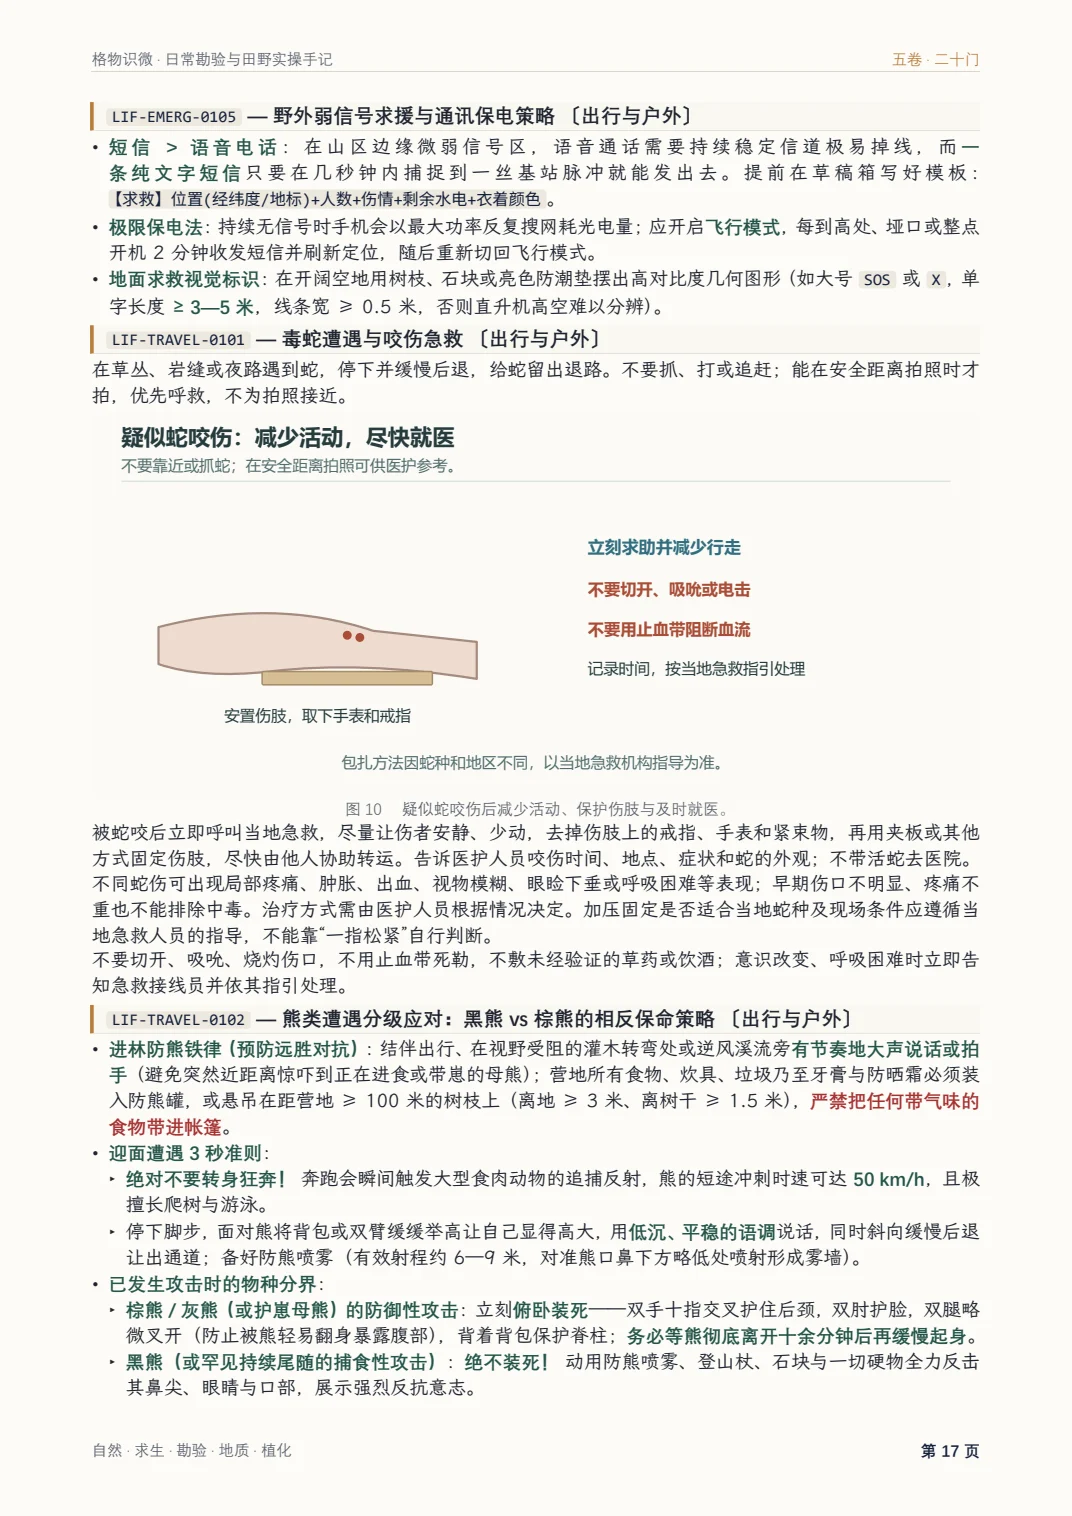 格物识微 · 日常勘验与田野实操手记
五卷 · 二十门
LIF-EMERG-0105 — 野外弱信号求援与通讯保电策略 〔出行与户外〕
• 短信 > 语音电话：在山区边缘微弱信号区，语音通话需要持续稳定信道极易掉线，而一
条纯文字短信只要在几秒钟内捕捉到一丝基站脉冲就能发出去。提前在草稿箱写好模板：
【求救】位置(经纬度/地标)+人数+伤情+剩余水电+衣着颜色。
• 极限保电法：持续无信号时手机会以最大功率反复搜网耗光电量；应开启飞行模式，每到高处、垭口或整点
开机 2 分钟收发短信并刷新定位，随后重新切回飞行模式。
• 地面求救视觉标识：在开阔空地用树枝、石块或亮色防潮垫摆出高对比度几何图形（如大号 SOS 或 X，单
字长度 ≥ 3—5 米，线条宽 ≥ 0.5 米，否则直升机高空难以分辨）。
LIF-TRAVEL-0101 — 毒蛇遭遇与咬伤急救 〔出行与户外〕
在草丛、岩缝或夜路遇到蛇，停下并缓慢后退，给蛇留出退路。不要抓、打或追赶；能在安全距离拍照时才
拍，优先呼救，不为拍照接近。
疑似蛇咬伤：减少活动，尽快就医
不要靠近或抓蛇；在安全距离拍照可供医护参考。
立刻求助并减少行走
不要切开、吸吮或电击
不要用止血带阻断血流
记录时间，按当地急救指引处理
安置伤肢，取下手表和戒指
包扎方法因蛇种和地区不同，以当地急救机构指导为准。
图 10 疑似蛇咬伤后减少活动、保护伤肢与及时就医。
被蛇咬后立即呼叫当地急救，尽量让伤者安静、少动，去掉伤肢上的戒指、手表和紧束物，再用夹板或其他
方式固定伤肢，尽快由他人协助转运。告诉医护人员咬伤时间、地点、症状和蛇的外观；不带活蛇去医院。
不同蛇伤可出现局部疼痛、肿胀、出血、视物模糊、眼睑下垂或呼吸困难等表现；早期伤口不明显、疼痛不
重也不能排除中毒。治疗方式需由医护人员根据情况决定。加压固定是否适合当地蛇种及现场条件应遵循当
地急救人员的指导，不能靠“一指松紧”自行判断。
不要切开、吸吮、烧灼伤口，不用止血带死勒，不敷未经验证的草药或饮酒；意识改变、呼吸困难时立即告
知急救接线员并依其指引处理。
LIF-TRAVEL-0102 — 熊类遭遇分级应对：黑熊 vs 棕熊的相反保命策略 〔出行与户外〕
• 进林防熊铁律（预防远胜对抗）：结伴出行、在视野受阻的灌木转弯处或逆风溪流旁有节奏地大声说话或拍
手（避免突然近距离惊吓到正在进食或带崽的母熊）；营地所有食物、炊具、垃圾乃至牙膏与防晒霜必须装
入防熊罐，或悬吊在距营地 ≥ 100 米的树枝上（离地 ≥ 3 米、离树干 ≥ 1.5 米），严禁把任何带气味的
食物带进帐篷。
• 迎面遭遇 3 秒准则：
‣ 绝对不要转身狂奔！ 奔跑会瞬间触发大型食肉动物的追捕反射，熊的短途冲刺时速可达 50 km/h，且极
擅长爬树与游泳。
‣ 停下脚步，面对熊将背包或双臂缓缓举高让自己显得高大，用低沉、平稳的语调说话，同时斜向缓慢后退
让出通道；备好防熊喷雾（有效射程约 6—9 米，对准熊口鼻下方略低处喷射形成雾墙）。
• 已发生攻击时的物种分界：
‣ 棕熊 / 灰熊（或护崽母熊）的防御性攻击：立刻俯卧装死——双手十指交叉护住后颈，双肘护脸，双腿略
微叉开（防止被熊轻易翻身暴露腹部），背着背包保护脊柱；务必等熊彻底离开十余分钟后再缓慢起身。
‣ 黑熊（或罕见持续尾随的捕食性攻击）：绝不装死！ 动用防熊喷雾、登山杖、石块与一切硬物全力反击
其鼻尖、眼睛与口部，展示强烈反抗意志。
自然 · 求生 · 勘验 · 地质 · 植化
第 17 页